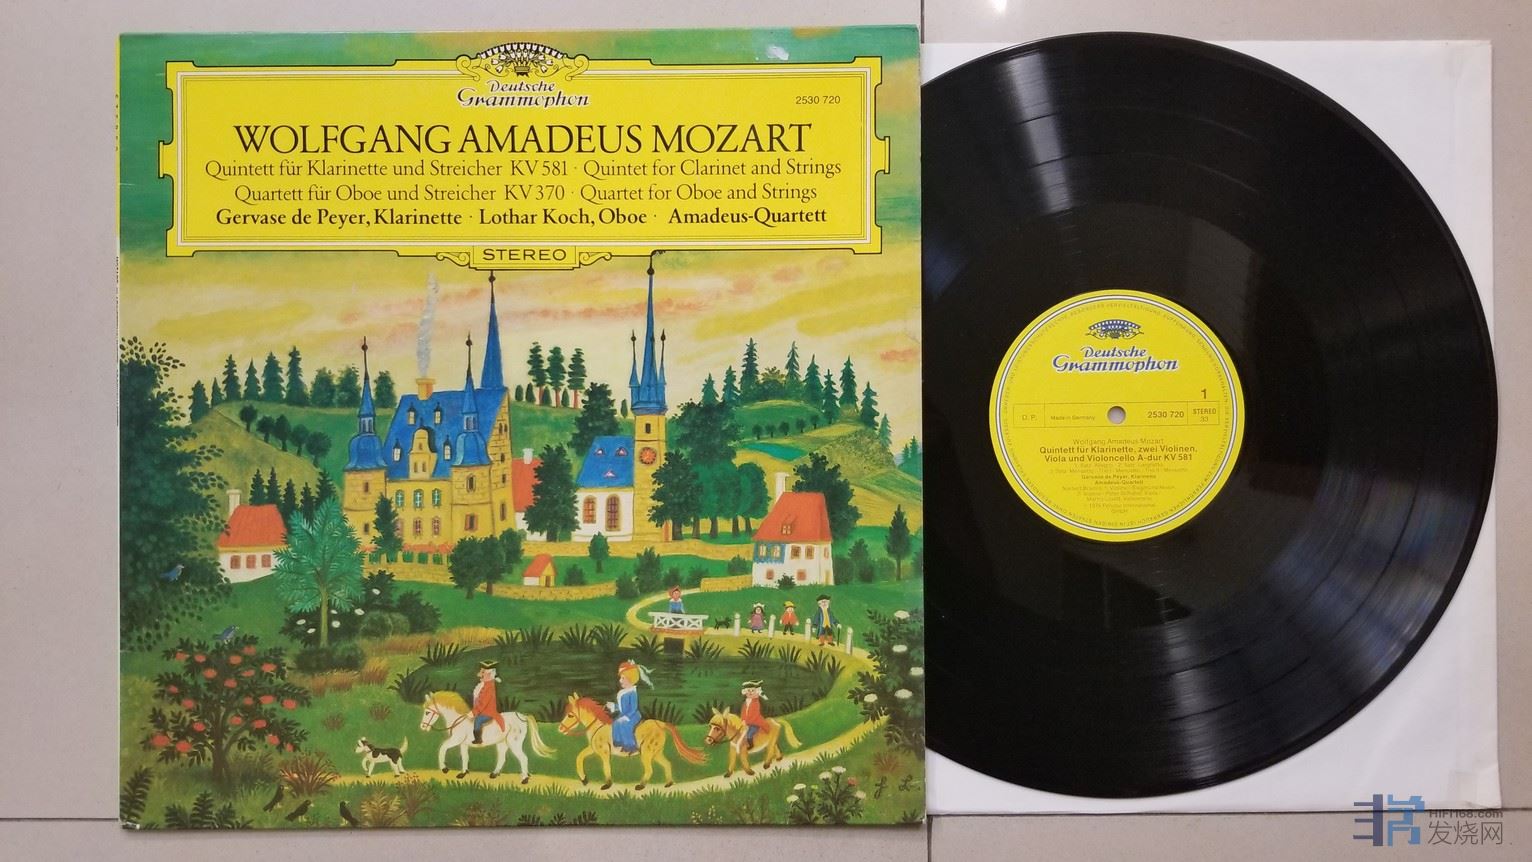 Deutsche
Grammophon
2530 720
WOLFGANG AMADEUS MOZART
Quintett für Klarinette und Streicher KV 581 · Quintet for Clarinet and Strings
Quartett für Oboe und Streicher KV 370 · Quartet for Oboe and Strings
Gervase de Peyer, Klarinette · Lothar Koch, Oboe · Amadeus-Quartett
STEREO
Deutsche
Grammophon
1
D.P. Made in Germany 2530 720 STEREO
33
Wolfgang Amadeus Mozart
Quintett für Klarinette, zwei Violinen,
Viola und Violoncello A-dur KV 581
Gervase de Peyer, Klarinette
Amadeus-Quartett
HIFI168.com
发烧网